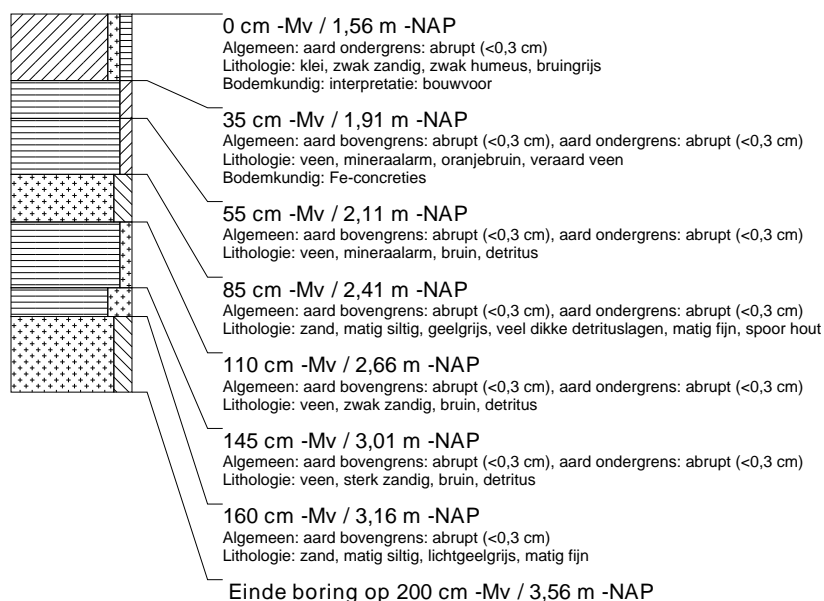 0 cm -Mv / 1,56 m -NAP
Algemeen: aard ondergrens: abrupt (<0,3 cm)
Lithologie: klei, zwak zandig, zwak humeus, bruingrijs
Bodemkundig: interpretatie: bouwvoor
35 cm -Mv / 1,91 m -NAP
Algemeen: aard bovengrens: abrupt (<0,3 cm), aard ondergrens: abrupt (<0,3 cm)
Lithologie: veen, mineraalarm, oranjebruin, veraard veen
Bodemkundig: Fe-concreties
55 cm -Mv / 2,11 m -NAP
Algemeen: aard bovengrens: abrupt (<0,3 cm), aard ondergrens: abrupt (<0,3 cm)
Lithologie: veen, mineraalarm, bruin, detritus
85 cm -Mv / 2,41 m -NAP
Algemeen: aard bovengrens: abrupt (<0,3 cm), aard ondergrens: abrupt (<0,3 cm)
Lithologie: zand, matig siltig, geelgrijs, veel dikke detrituslagen, matig fijn, spoor hout
110 cm -Mv / 2,66 m -NAP
Algemeen: aard bovengrens: abrupt (<0,3 cm), aard ondergrens: abrupt (<0,3 cm)
Lithologie: veen, zwak zandig, bruin, detritus
145 cm -Mv / 3,01 m -NAP
Algemeen: aard bovengrens: abrupt (<0,3 cm), aard ondergrens: abrupt (<0,3 cm)
Lithologie: veen, sterk zandig, bruin, detritus
160 cm -Mv / 3,16 m -NAP
Algemeen: aard bovengrens: abrupt (<0,3 cm)
Lithologie: zand, matig siltig, lichtgeelgrijs, matig fijn
Einde boring op 200 cm -Mv / 3,56 m -NAP